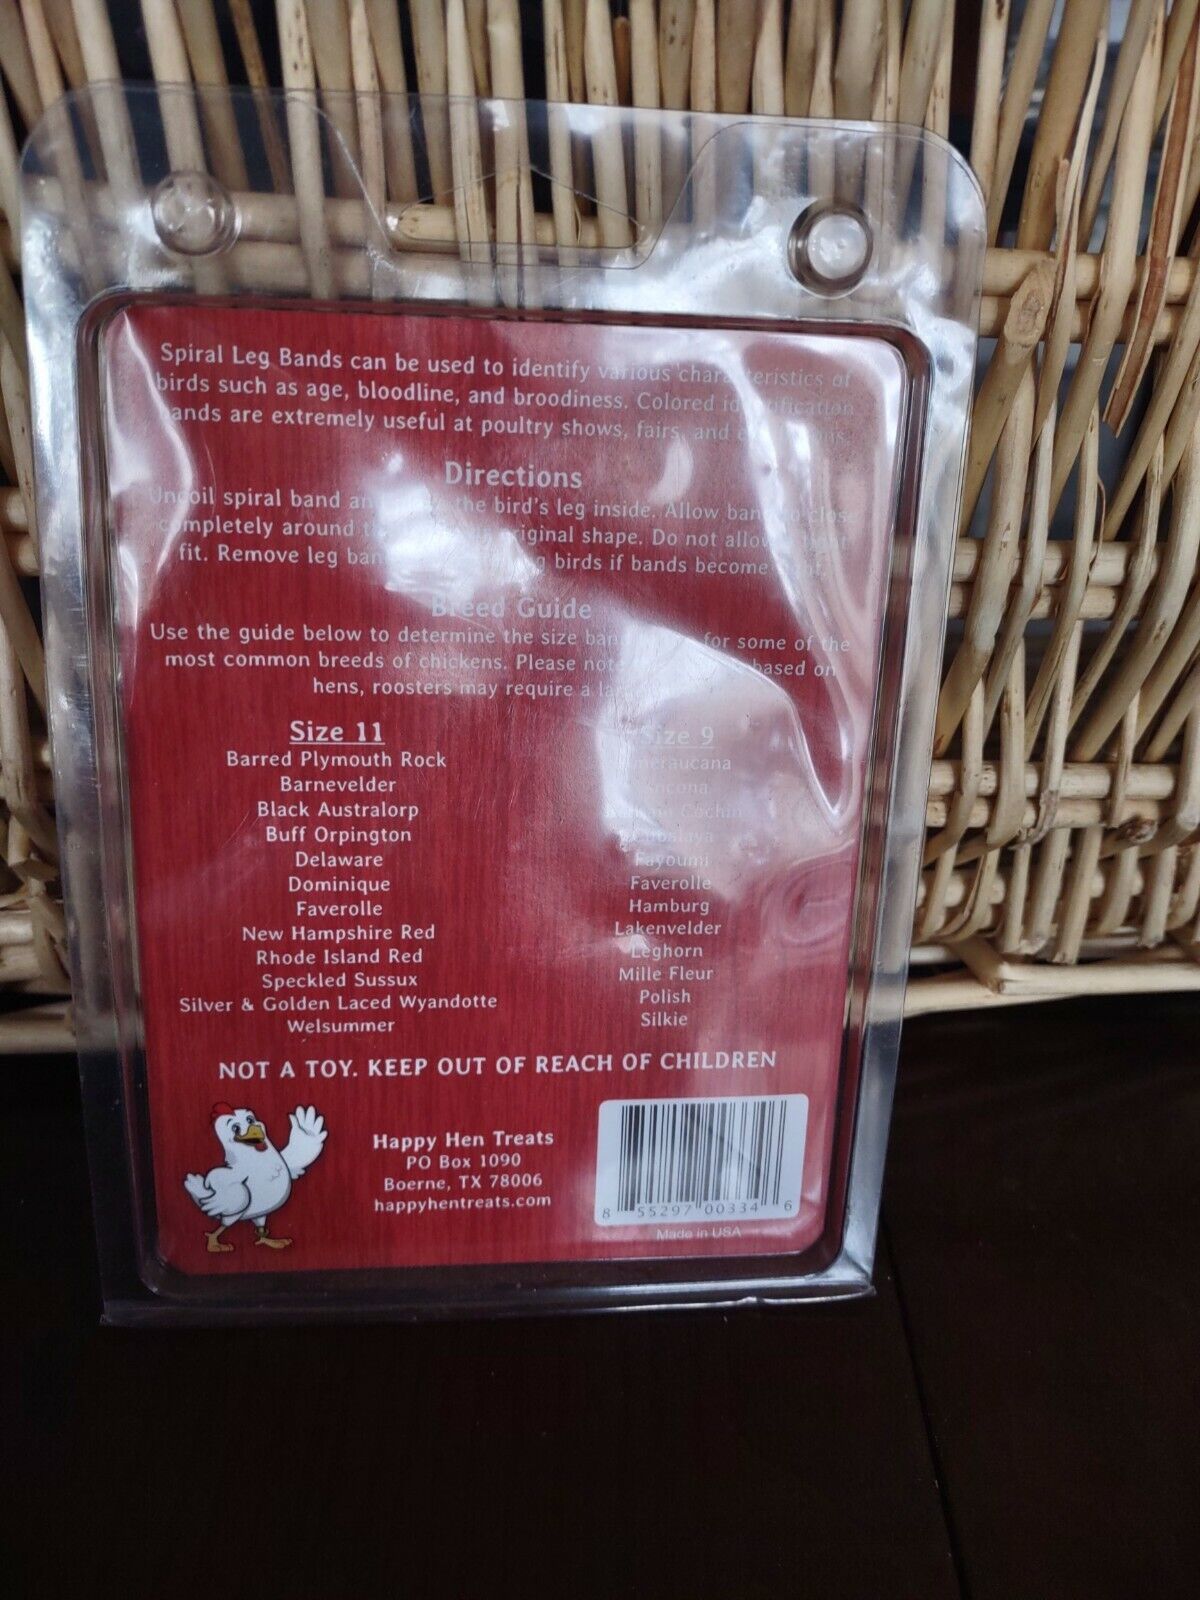 Spiral Leg Bands can be used to identify various characteristics of
birds such as age, bloodline, and broodiness. Colored identification
bands are extremely useful at poultry shows, fairs, and
Directions
Uncoil spiral band and the bird's leg inside. Allow band to close
completely around original shape. Do not allow tight
fit. Remove leg birds if bands become tight.
Breed Guide
Use the guide below to determine the size band for some of the
most common breeds of chickens. Please note based on
hens, roosters may require a
Size 11
Barred Plymouth Rock
Barnevelder
Black Australorp
Buff Orpington
Delaware
Dominique
Faverolle
New Hampshire Red
Rhode Island Red
Speckled Sussux
Silver & Golden Laced Wyandotte
Welsummer
Size 9
Ameraucana
Ancona
Cochin
Fayoumi
Faverolle
Hamburg
Lakenvelder
Leghorn
Mille Fleur
Polish
Silkie
NOT A TOY. KEEP OUT OF REACH OF CHILDREN
Happy Hen Treats
PO Box 1090
Boerne, TX 78006
happyhentreats.com
8 55297 00334 6
Made in USA